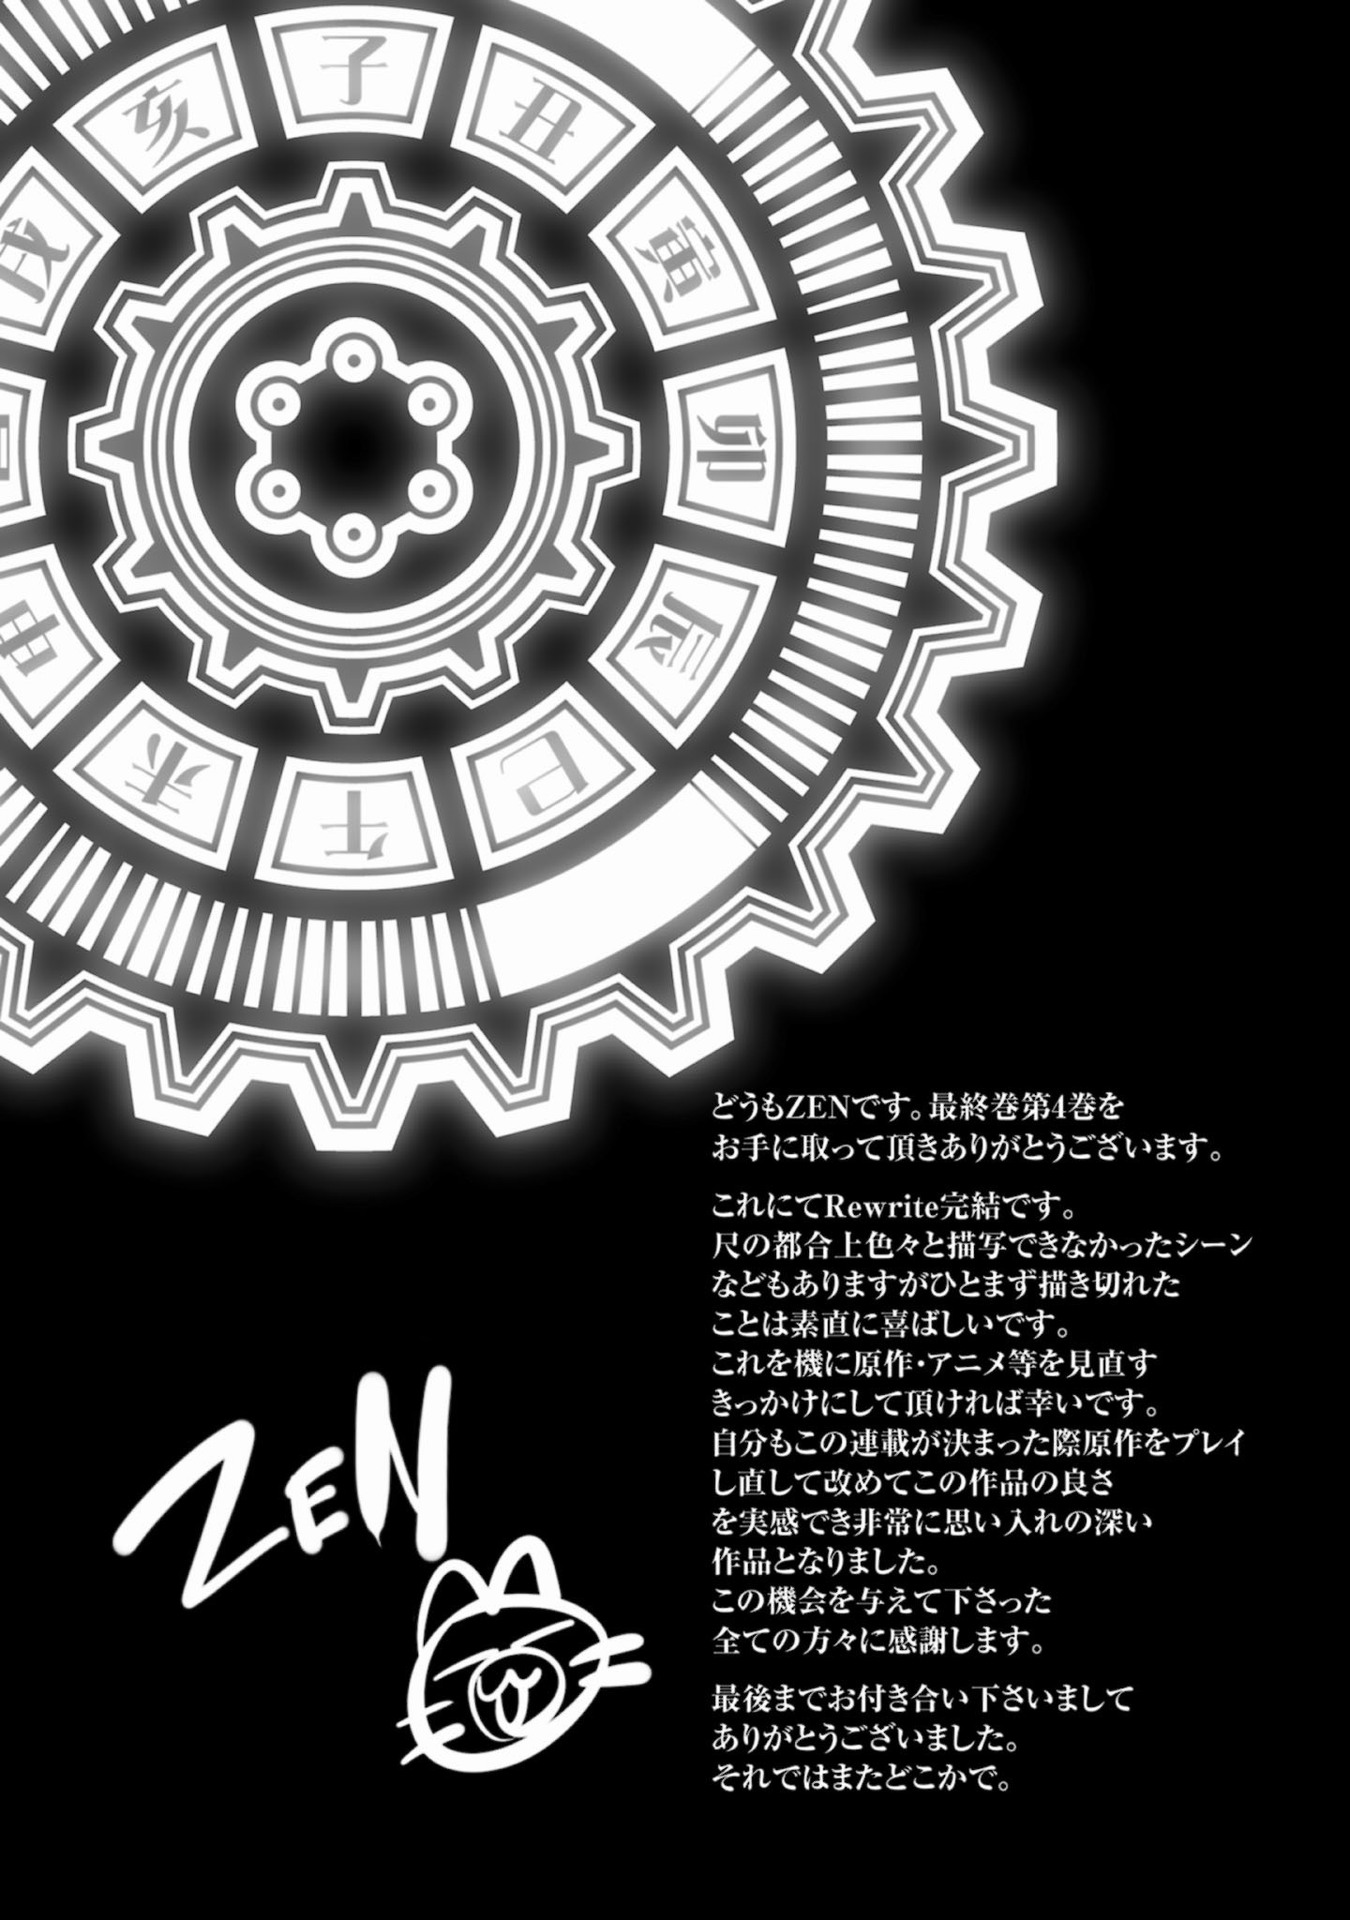 子
丑
寅
卯
辰
巳
午
未
申
戌
亥
どうもZENです。最終巻第4巻を
お手に取って頂きありがとうございます。
これにてRewrite完結です。
尺の都合上色々と描写できなかったシーン
などもありますがひとまず描き切れた
ことは素直に喜ばしいです。
これを機に原作・アニメ等を見直す
きっかけにして頂ければ幸いです。
自分もこの連載が決まった際原作をプレイ
し直して改めてこの作品の良さ
を実感でき非常に思い入れの深い
作品となりました。
この機会を与えて下さった
全ての方々に感謝します。
最後までお付き合い下さいまして
ありがとうございました。
それではまたどこかで。
ZEN